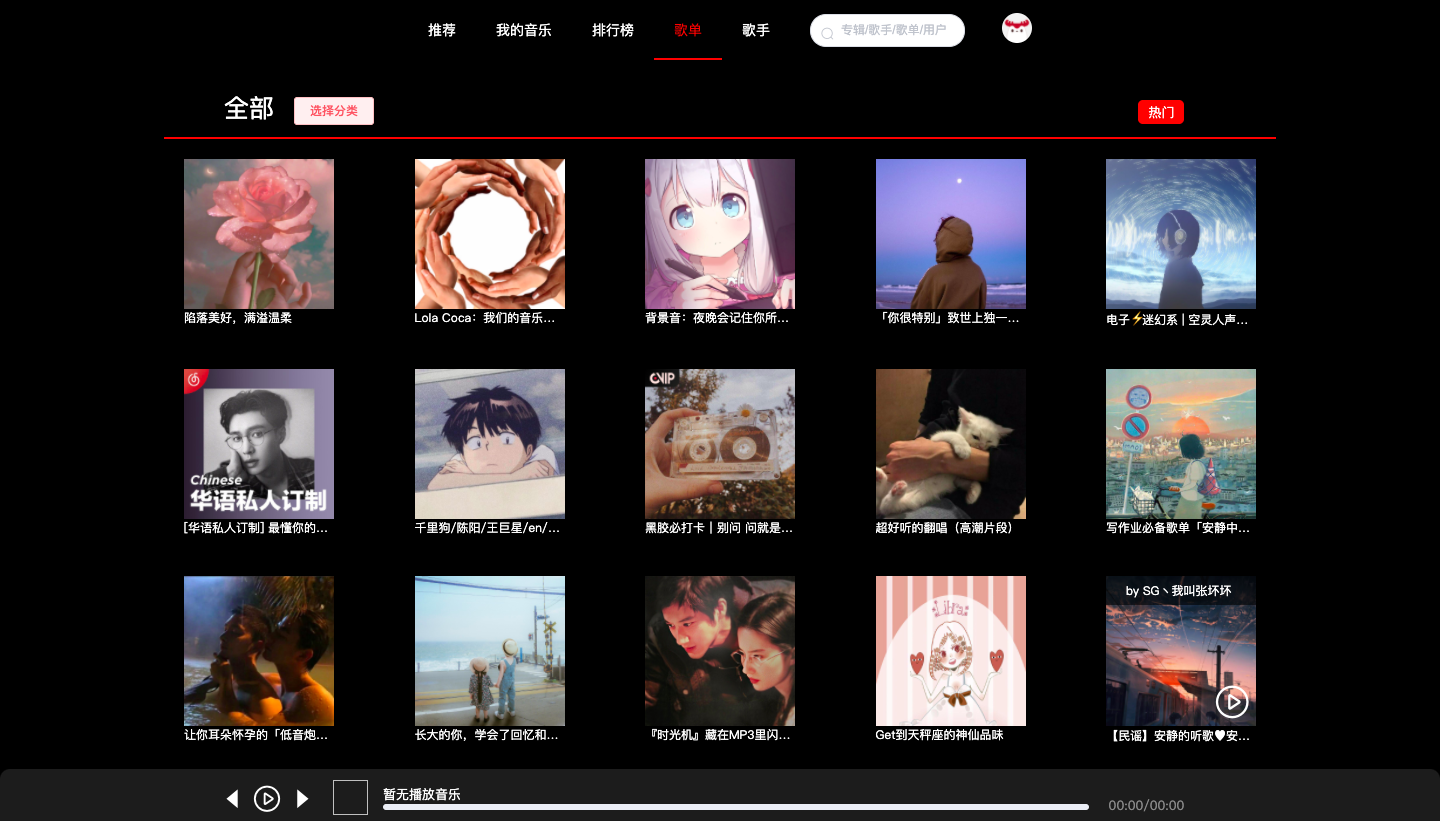 推荐 我的音乐 排行榜 歌单 歌手 专辑/歌手/歌单/用户
全部 选择分类 热门
陷落美好，满溢温柔
Lola Coca：我们的音乐...
背景音：夜晚会记住你所...
「你很特别」致世上独一...
电子⚡迷幻系 | 空灵人声...
Chinese
华语私人订制
VIP
[华语私人订制] 最懂你的...
千里狗/陈阳/王巨星/en/...
黑胶必打卡｜别问 问就是...
超好听的翻唱（高潮片段）
写作业必备歌单「安静中...
Libra
by SG丶我叫张坏坏
让你耳朵怀孕的「低音炮...
长大的你，学会了回忆和...
『时光机』藏在MP3里闪...
Get到天秤座的神仙品味
【民谣】安静的听歌♥安...
暂无播放音乐
00:00/00:00